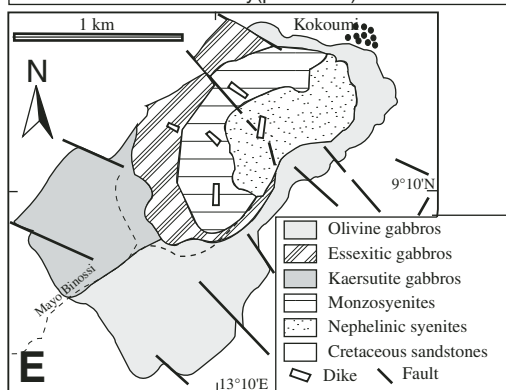 1 km
Kokoumi
N
9°10'N
Olivine gabbros
Essexitic gabbros
Kaersutite gabbros
Monzosyenites
Nephelinic syenites
Cretaceous sandstones
Dike Fault
Mayo Binossi
E
13°10'E